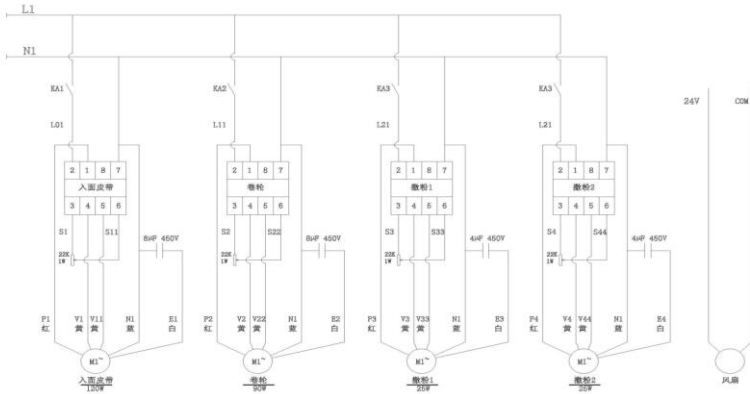 L1
N1
KA1 KA2 KA3 KA3
24V COM
L01 L11 L21 L21
2 1 8 7 2 1 8 7 2 1 8 7 2 1 8 7
入面皮带 卷轮 撒粉1 撒粉2
3 4 5 6 3 4 5 6 3 4 5 6 3 4 5 6
S1 S11 S2 S22 S3 S33 S4 S44
8uF 450V 8uF 450V 4uF 450V 4uF 450V
22K 22K 22K 22K
1W 1W 1W 1W
P1 V1 V11 N1 E1 P2 V2 V22 N1 E2 P3 V3 V33 N1 E3 P4 V4 V44 N1 E4
红 黄 黄 蓝 白 红 黄 黄 蓝 白 红 黄 黄 蓝 白 红 黄 黄 蓝 白
M1~ M1~ M1~ M1~
入面皮带 卷轮 撒粉1 撒粉2 风扇
120W 90W 25W 25W